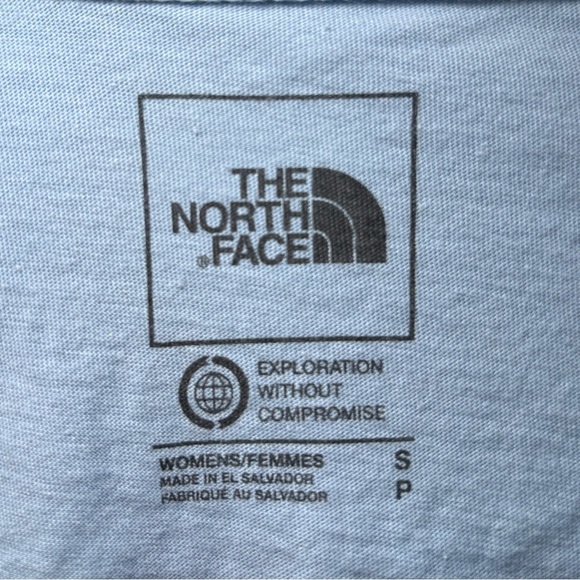 THE
NORTH
®FACE
EXPLORATION
WITHOUT
COMPROMISE
WOMENS/FEMMES S
MADE IN EL SALVADOR
FABRIQUÉ AU SALVADOR P